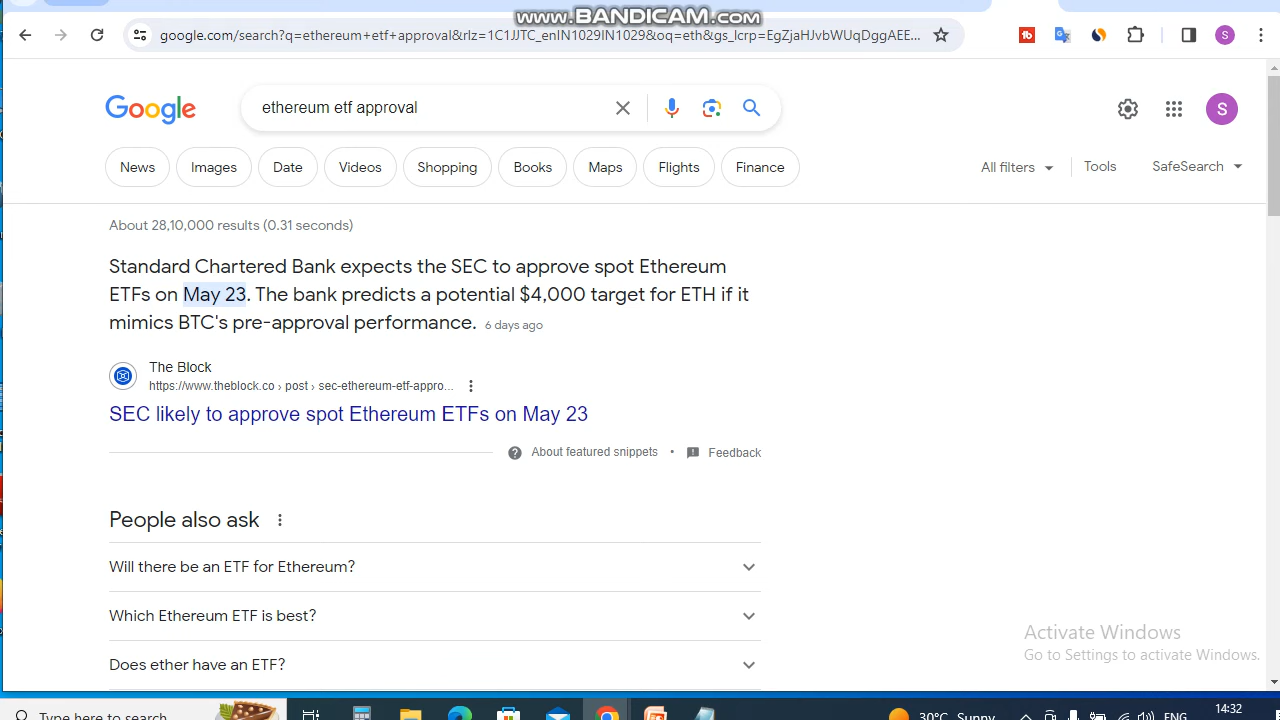 www.BANDICAM.com
google.com/search?q=ethereum+etf+approval&rlz=1C1JJTC_enIN1029IN1029&oq=eth&gs_lcrp=EgZjaHJvbWUqDggAEE...
Google
ethereum etf approval
S
News
Images
Date
Videos
Shopping
Books
Maps
Flights
Finance
All filters
Tools
SafeSearch
About 28,10,000 results (0.31 seconds)
Standard Chartered Bank expects the SEC to approve spot Ethereum
ETFs on May 23. The bank predicts a potential $4,000 target for ETH if it
mimics BTC's pre-approval performance. 6 days ago
The Block
https://www.theblock.co › post › sec-ethereum-etf-appro...
SEC likely to approve spot Ethereum ETFs on May 23
About featured snippets • Feedback
People also ask
Will there be an ETF for Ethereum?
Which Ethereum ETF is best?
Does ether have an ETF?
Activate Windows
Go to Settings to activate Windows.
Type here to search
30°C Sunny
ENG
14:32